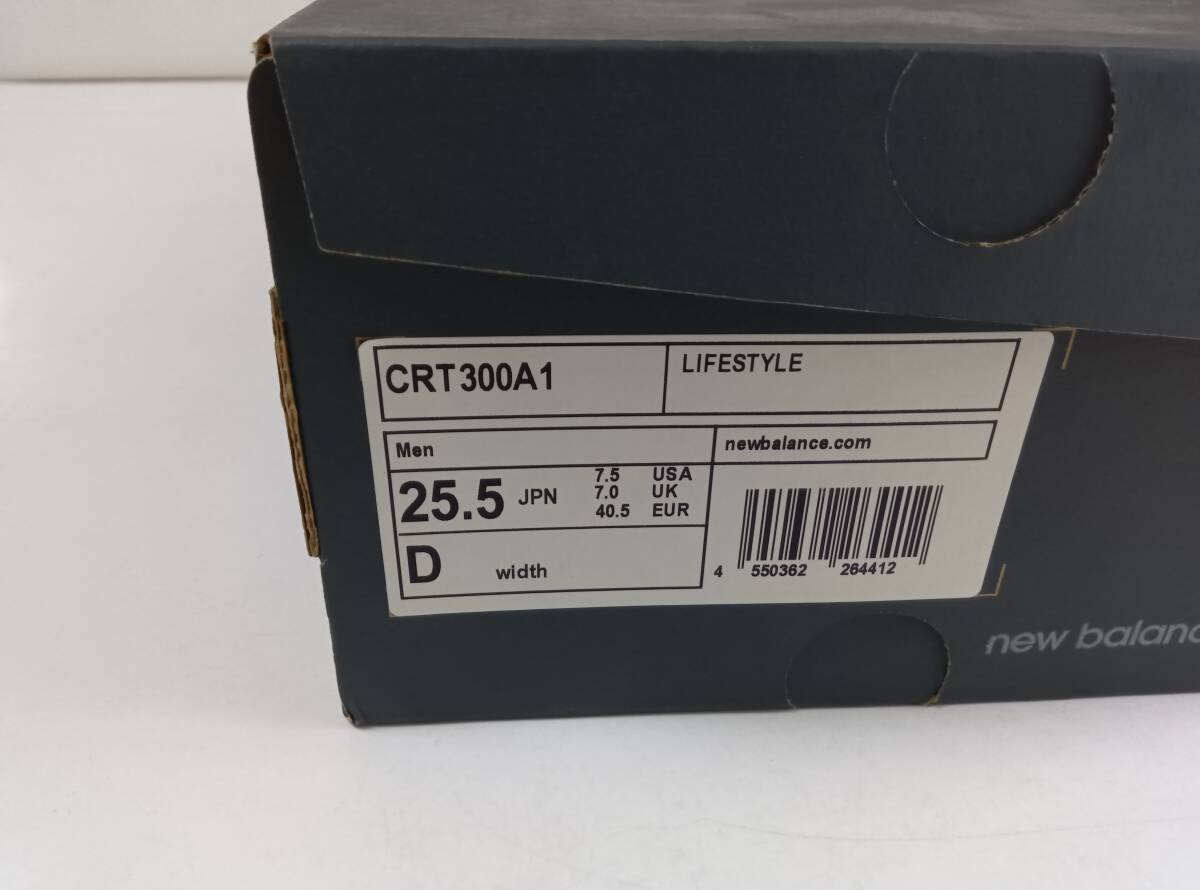 CRT300A1
LIFESTYLE
Men
newbalance.com
25.5 JPN
7.5 USA
7.0 UK
40.5 EUR
D width
4 550362 264412
new balanc